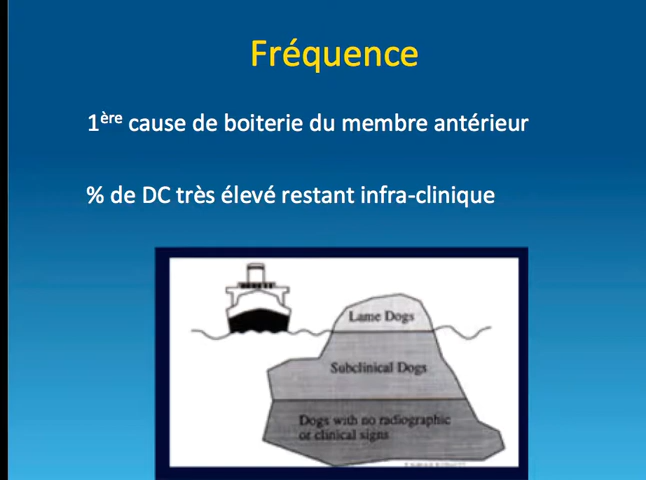 Fréquence
1ère cause de boiterie du membre antérieur
% de DC très élevé restant infra-clinique
Lame Dogs
Subclinical Dogs
Dogs with no radiographic
or clinical signs